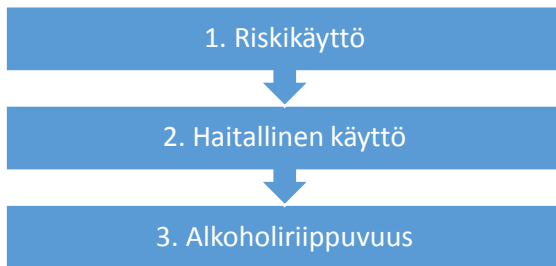 1. Riskikäyttö
2. Haitallinen käyttö
3. Alkoholiriippuvuus